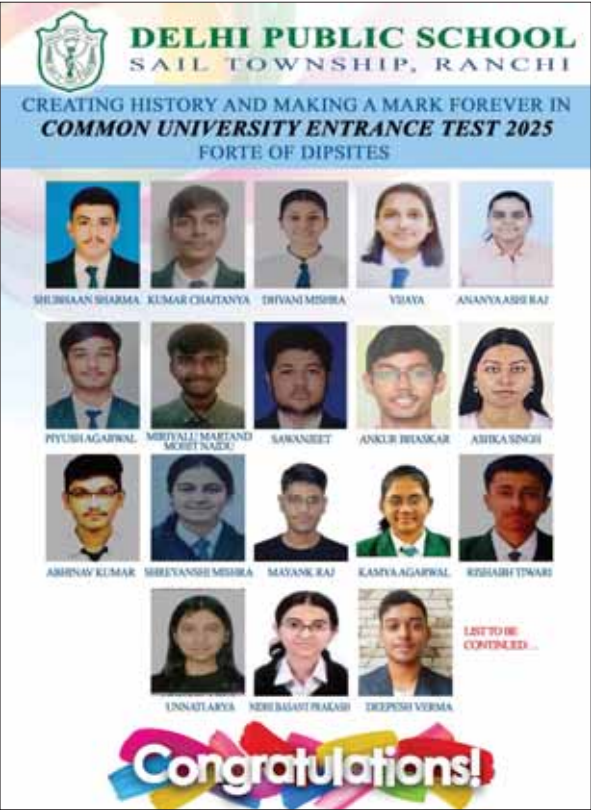 DELHI PUBLIC SCHOOL
SAIL TOWNSHIP, RANCHI
CREATING HISTORY AND MAKING A MARK FOREVER IN
COMMON UNIVERSITY ENTRANCE TEST 2025
FORTE OF DIPSITES
SHUBHAAN SHARMA KUMAR CHAITANYA DHVANI MISHRA VIJAYA ANANYA ASHI RAJ
PIYUSH AGARWAL MIRIYALU MARTAND MOHIT NAIDU SAWANJEET ANKUR BHASKAR ASHKA SINGH
ABHINAV KUMAR SHREYANSHI MISHRA MAYANK RAJ KAMYA AGARWAL RISHABH TIWARI
UNNATI ARYA NIDHI BASANT PRAKASH DEEPESH VERMA
LIST TO BE
CONTINUED...
Congratulations!